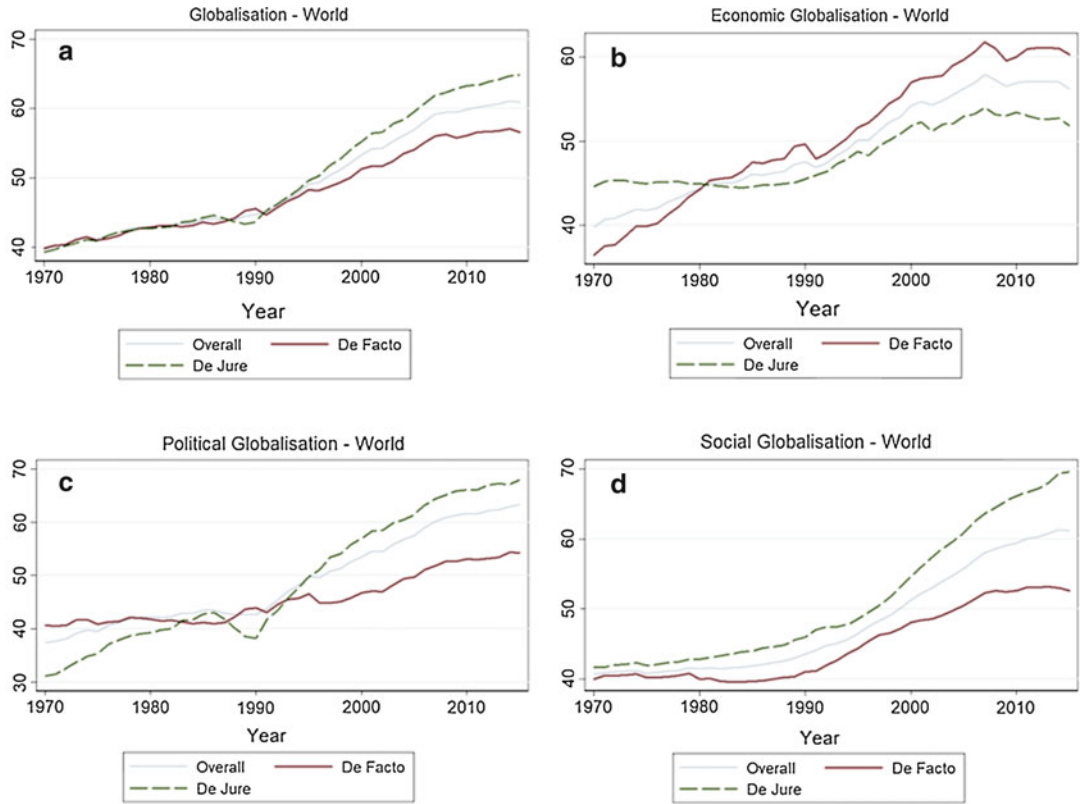 Globalisation - World
a
70
60
50
40
1970 1980 1990 2000 2010
Year
Overall De Facto
De Jure
Economic Globalisation - World
b
60
50
40
1970 1980 1990 2000 2010
Year
Overall De Facto
De Jure
Political Globalisation - World
c
70
60
50
40
30
1970 1980 1990 2000 2010
Year
Overall De Facto
De Jure
Social Globalisation - World
d
70
60
50
40
1970 1980 1990 2000 2010
Year
Overall De Facto
De Jure